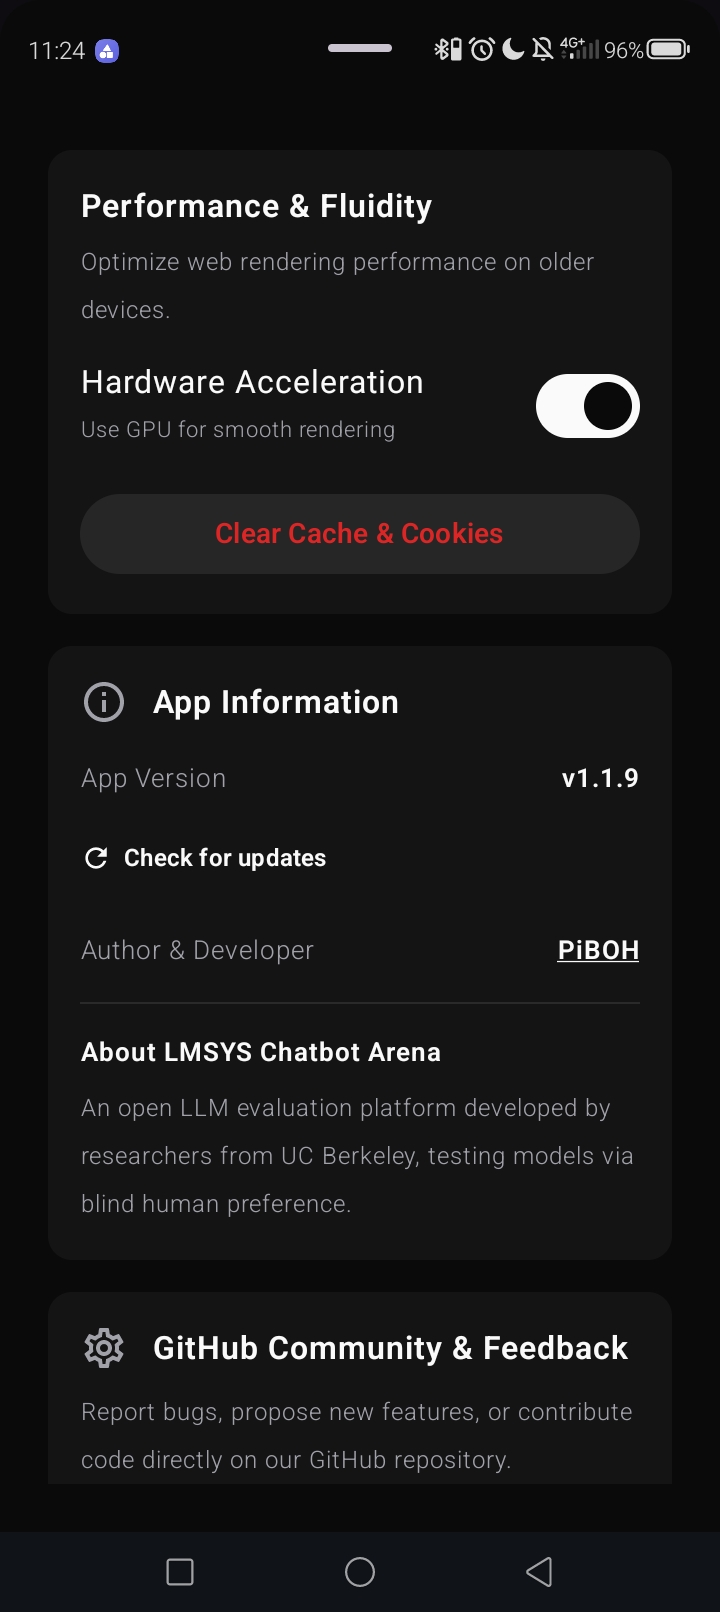 11:24
4G+
96%
Performance & Fluidity
Optimize web rendering performance on older
devices.
Hardware Acceleration
Use GPU for smooth rendering
Clear Cache & Cookies
App Information
App Version
v1.1.9
Check for updates
Author & Developer
PiBOH
About LMSYS Chatbot Arena
An open LLM evaluation platform developed by
researchers from UC Berkeley, testing models via
blind human preference.
GitHub Community & Feedback
Report bugs, propose new features, or contribute
code directly on our GitHub repository.